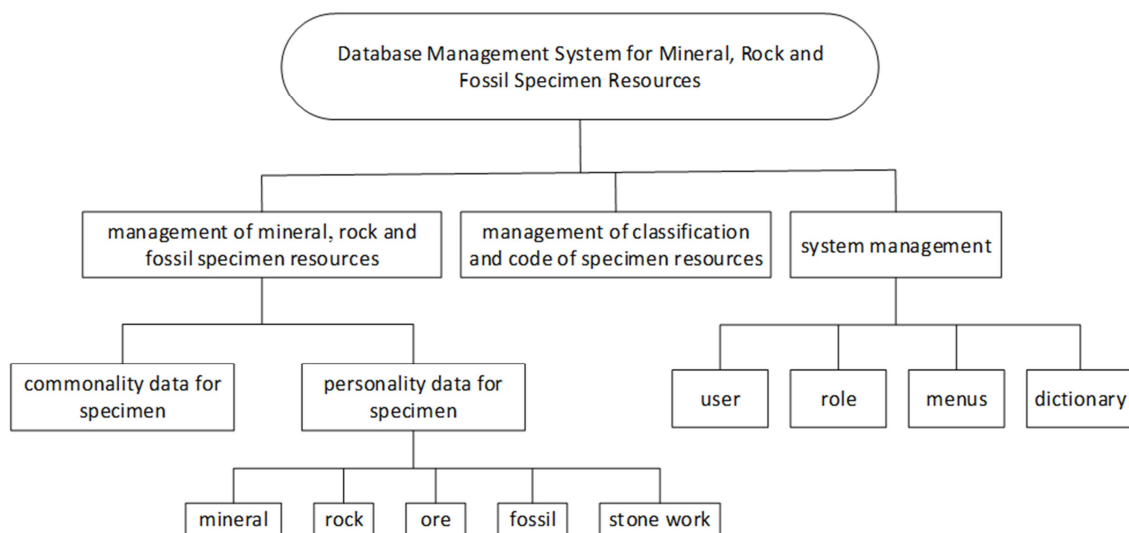 Database Management System for Mineral, Rock and
Fossil Specimen Resources
management of mineral, rock and
fossil specimen resources
management of classification
and code of specimen resources
system management
commonality data for
specimen
personality data for
specimen
user
role
menus
dictionary
mineral
rock
ore
fossil
stone work